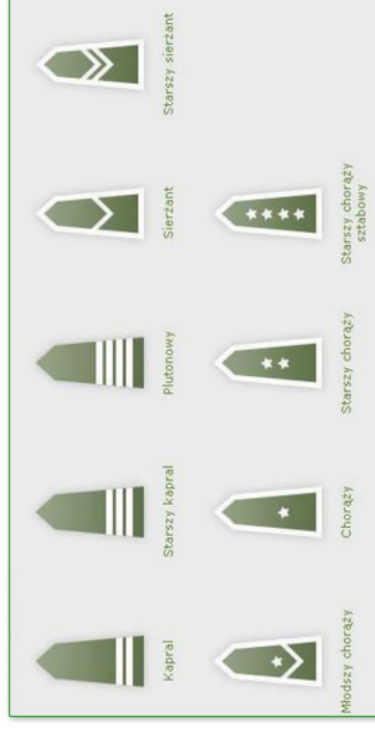 Kapral
Starszy kapral
Plutonowy
Sierżant
Starszy sierżant
Młodszy chorąży
Chorąży
Starszy chorąży
Starszy chorąży
sztabowy